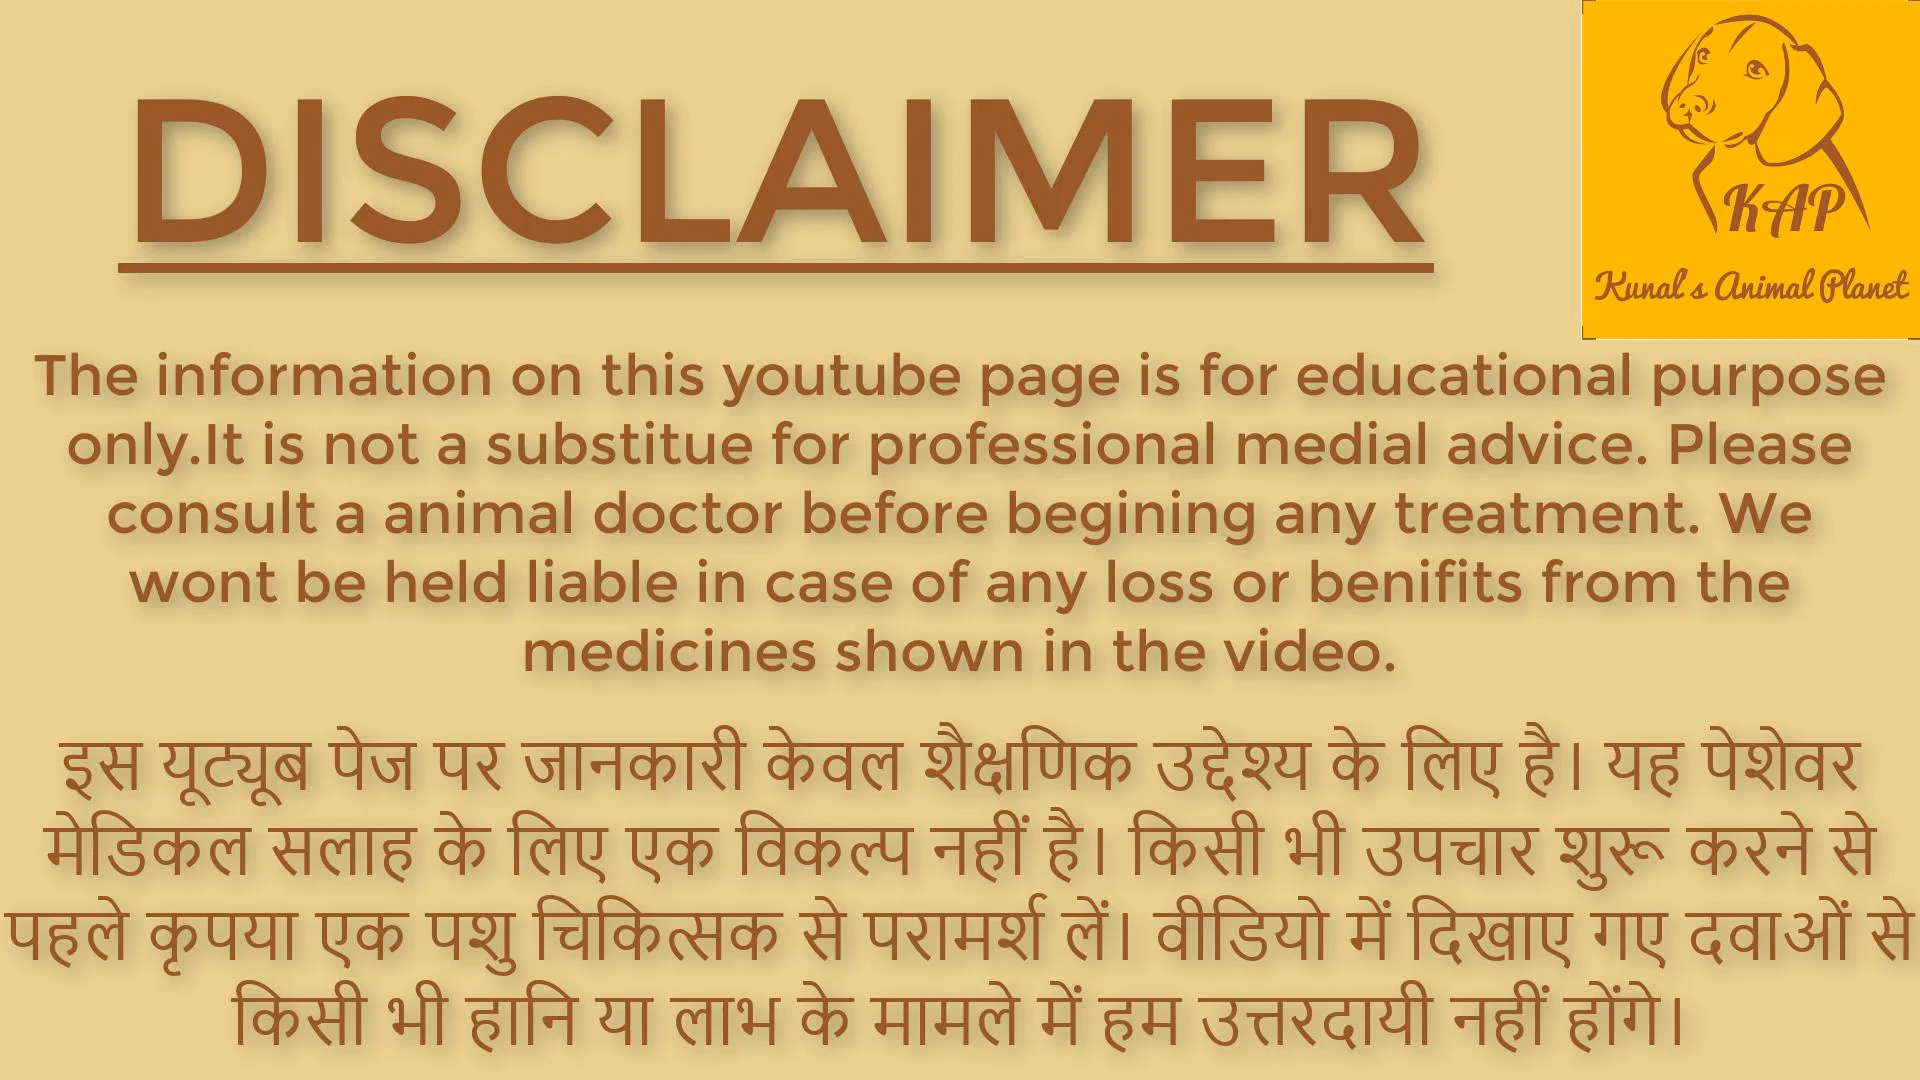 DISCLAIMER
KAP
Kunal's Animal Planet
The information on this youtube page is for educational purpose
only.It is not a substitue for professional medial advice. Please
consult a animal doctor before begining any treatment. We
wont be held liable in case of any loss or benifits from the
medicines shown in the video.
इस यूट्यूब पेज पर जानकारी केवल शैक्षणिक उद्देश्य के लिए है। यह पेशेवर
मेडिकल सलाह के लिए एक विकल्प नहीं है। किसी भी उपचार शुरू करने से
पहले कृपया एक पशु चिकित्सक से परामर्श लें। वीडियो में दिखाए गए दवाओं से
किसी भी हानि या लाभ के मामले में हम उत्तरदायी नहीं होंगे।